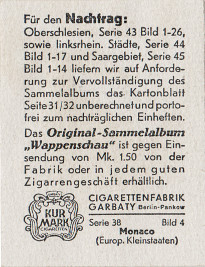 Für den Nachtrag:
Oberschlesien, Serie 43 Bild 1-26,
sowie linksrhein. Städte, Serie 44
Bild 1-17 und Saargebiet, Serie 45
Bild 1-14 liefern wir auf Anforde-
rung zur Vervollständigung des
Sammelalbums das Kartonblatt
Seite 31/32 unberechnet und porto-
frei zum nachträglichen Einheften.
Das Original-Sammelalbum
„Wappenschau" ist gegen Ein-
sendung von Mk. 1.50 von der
Fabrik oder in jedem guten
Zigarrengeschäft erhältlich.
KUR
MARK
CIGARETTEN
CIGARETTENFABRIK
GARBATY Berlin-Pankow
Serie 38 Bild 4
Monaco
(Europ. Kleinstaaten)